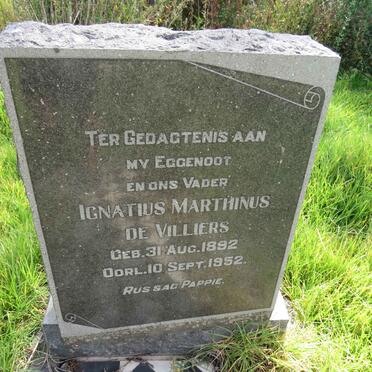 TER GEDAGTENIS AAN
MY EGGENOOT
EN ONS VADER
IGNATIUS MARTHINUS
DE VILLIERS
GEB. 31 AUG. 1892
OORL. 10 SEPT. 1952.
RUS SAG PAPPIE.